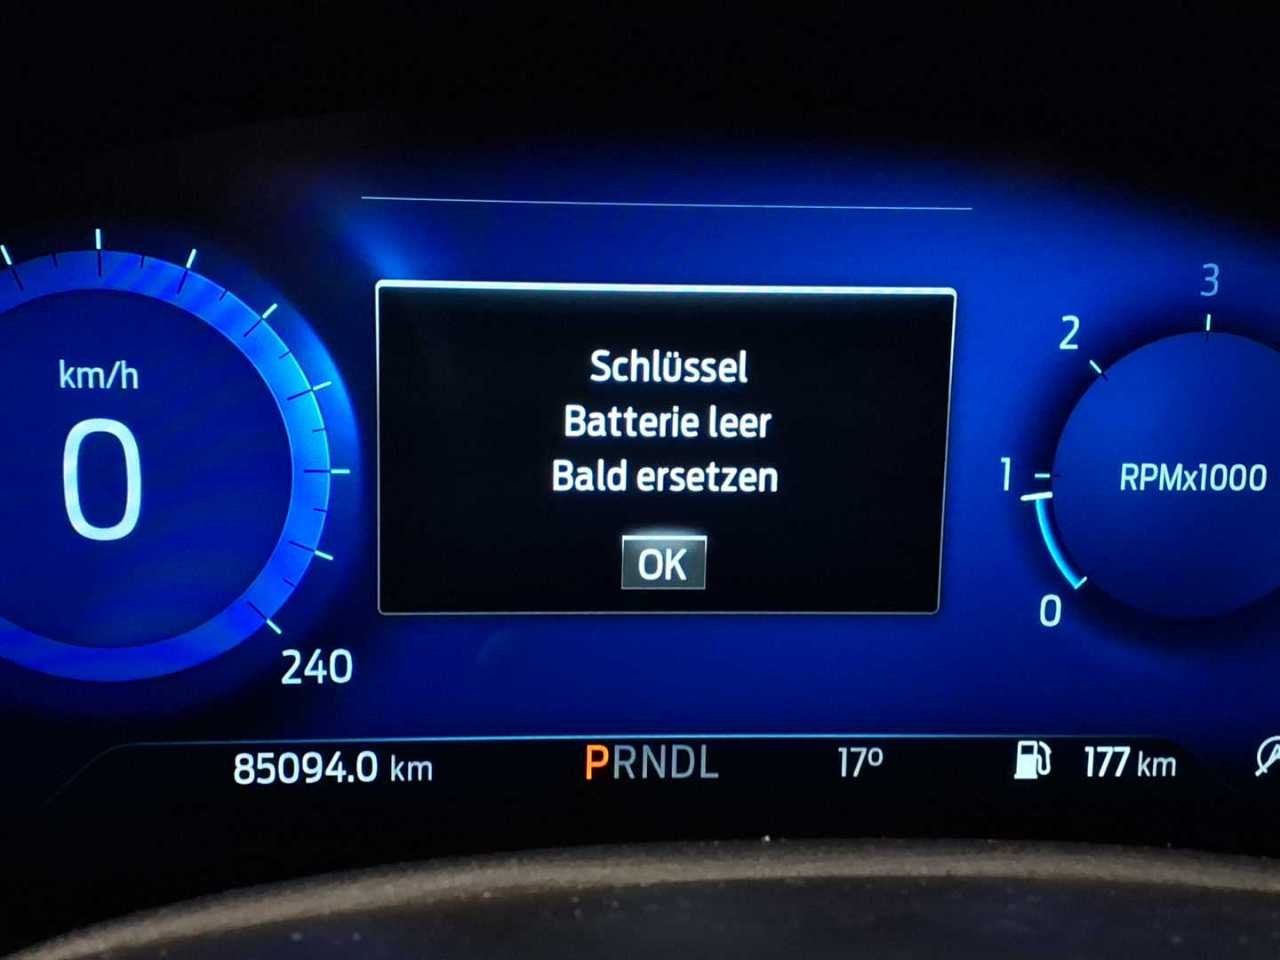 km/h
0
240
Schlüssel
Batterie leer
Bald ersetzen
OK
3
2
1
0
RPMx1000
85094.0 km
PRNDL
17º
177 km